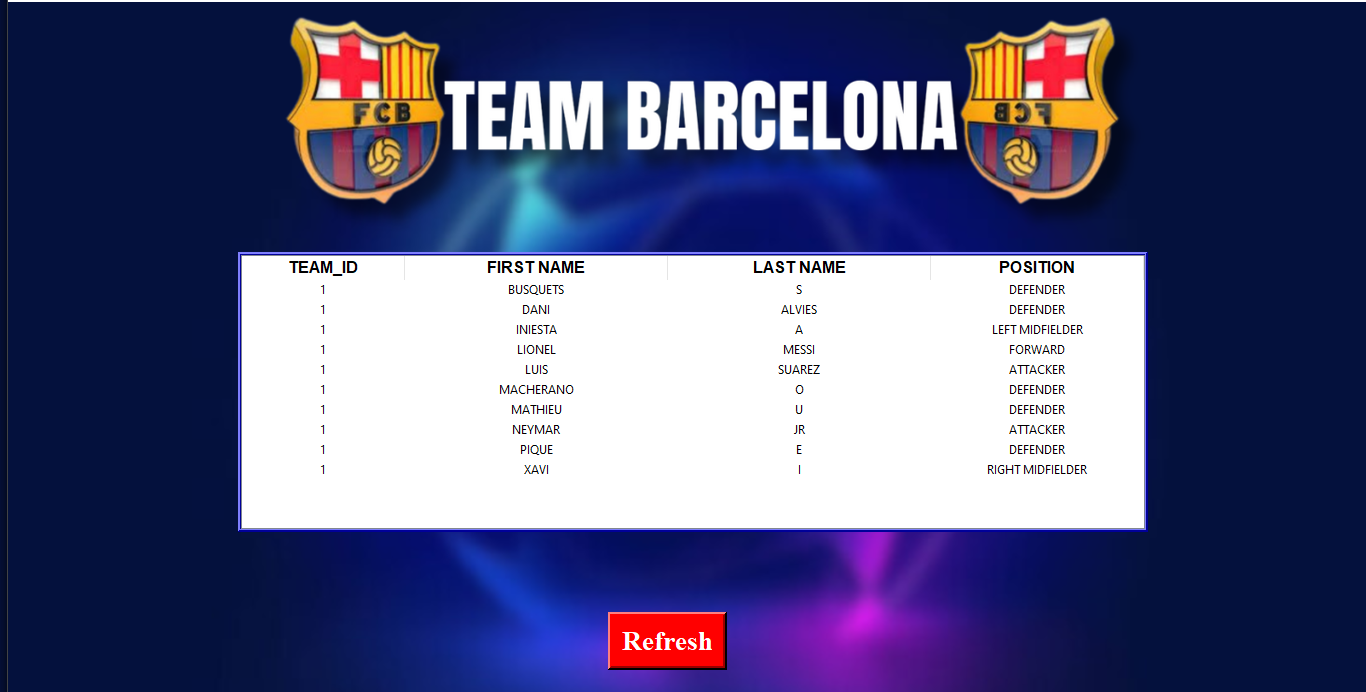 FCB TEAM BARCELONA FCB
TEAM_ID FIRST NAME LAST NAME POSITION
1 BUSQUETS S DEFENDER
1 DANI ALVIES DEFENDER
1 INIESTA A LEFT MIDFIELDER
1 LIONEL MESSI FORWARD
1 LUIS SUAREZ ATTACKER
1 MACHERANO O DEFENDER
1 MATHIEU U DEFENDER
1 NEYMAR JR ATTACKER
1 PIQUE E DEFENDER
1 XAVI I RIGHT MIDFIELDER
Refresh